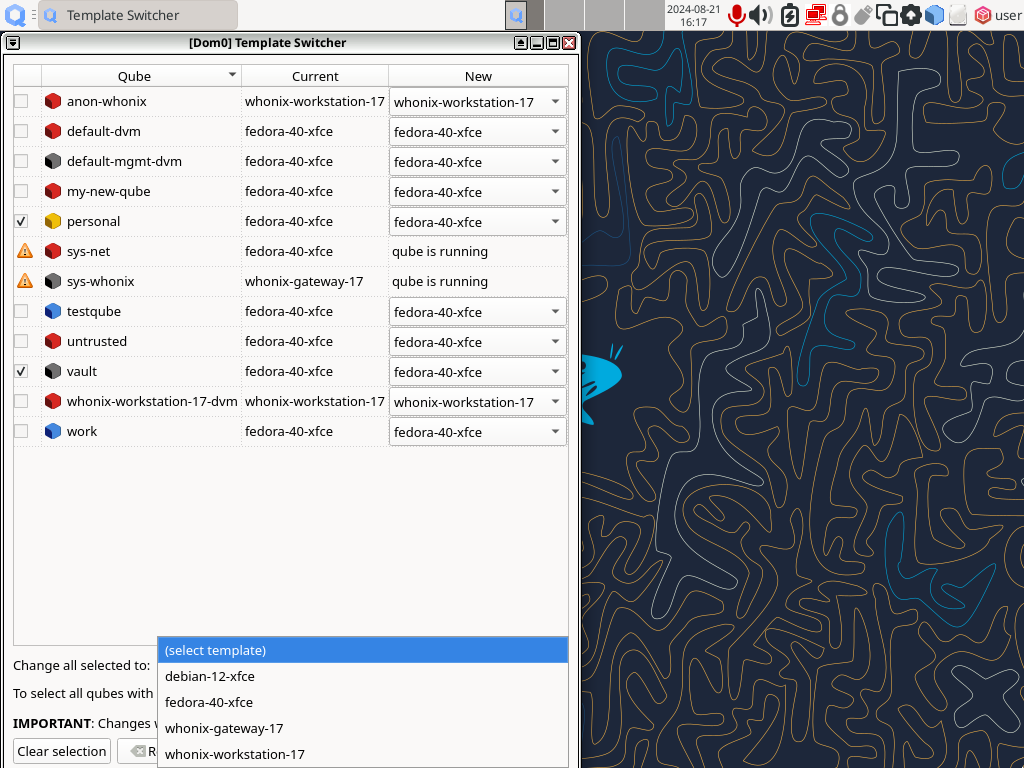 Template Switcher
2024-08-21
16:17
user
[Dom0] Template Switcher
Qube Current New
anon-whonix whonix-workstation-17 whonix-workstation-17
default-dvm fedora-40-xfce fedora-40-xfce
default-mgmt-dvm fedora-40-xfce fedora-40-xfce
my-new-qube fedora-40-xfce fedora-40-xfce
personal fedora-40-xfce fedora-40-xfce
sys-net fedora-40-xfce qube is running
sys-whonix whonix-gateway-17 qube is running
testqube fedora-40-xfce fedora-40-xfce
untrusted fedora-40-xfce fedora-40-xfce
vault fedora-40-xfce fedora-40-xfce
whonix-workstation-17-dvm whonix-workstation-17 whonix-workstation-17
work fedora-40-xfce fedora-40-xfce
Change all selected to:
(select template)
debian-12-xfce
fedora-40-xfce
whonix-gateway-17
whonix-workstation-17
To select all qubes with
IMPORTANT: Changes
Clear selection